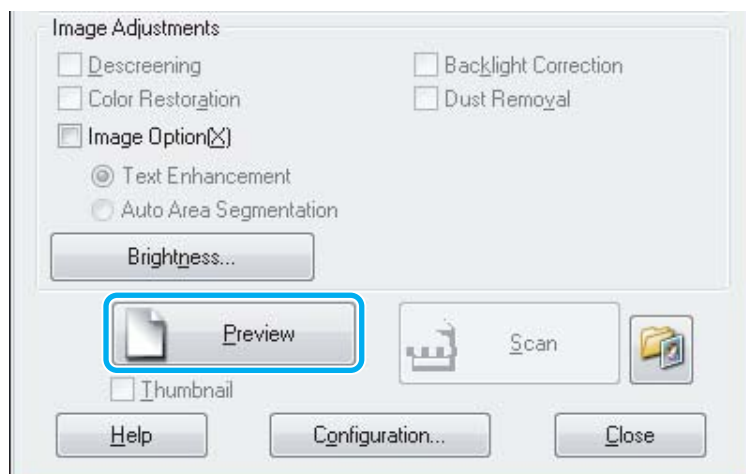 Image Adjustments
Descreening Backlight Correction
Color Restoration Dust Removal
Image Option(X)
Text Enhancement
Auto Area Segmentation
Brightness...
Preview Scan
Thumbnail
Help Configuration... Close